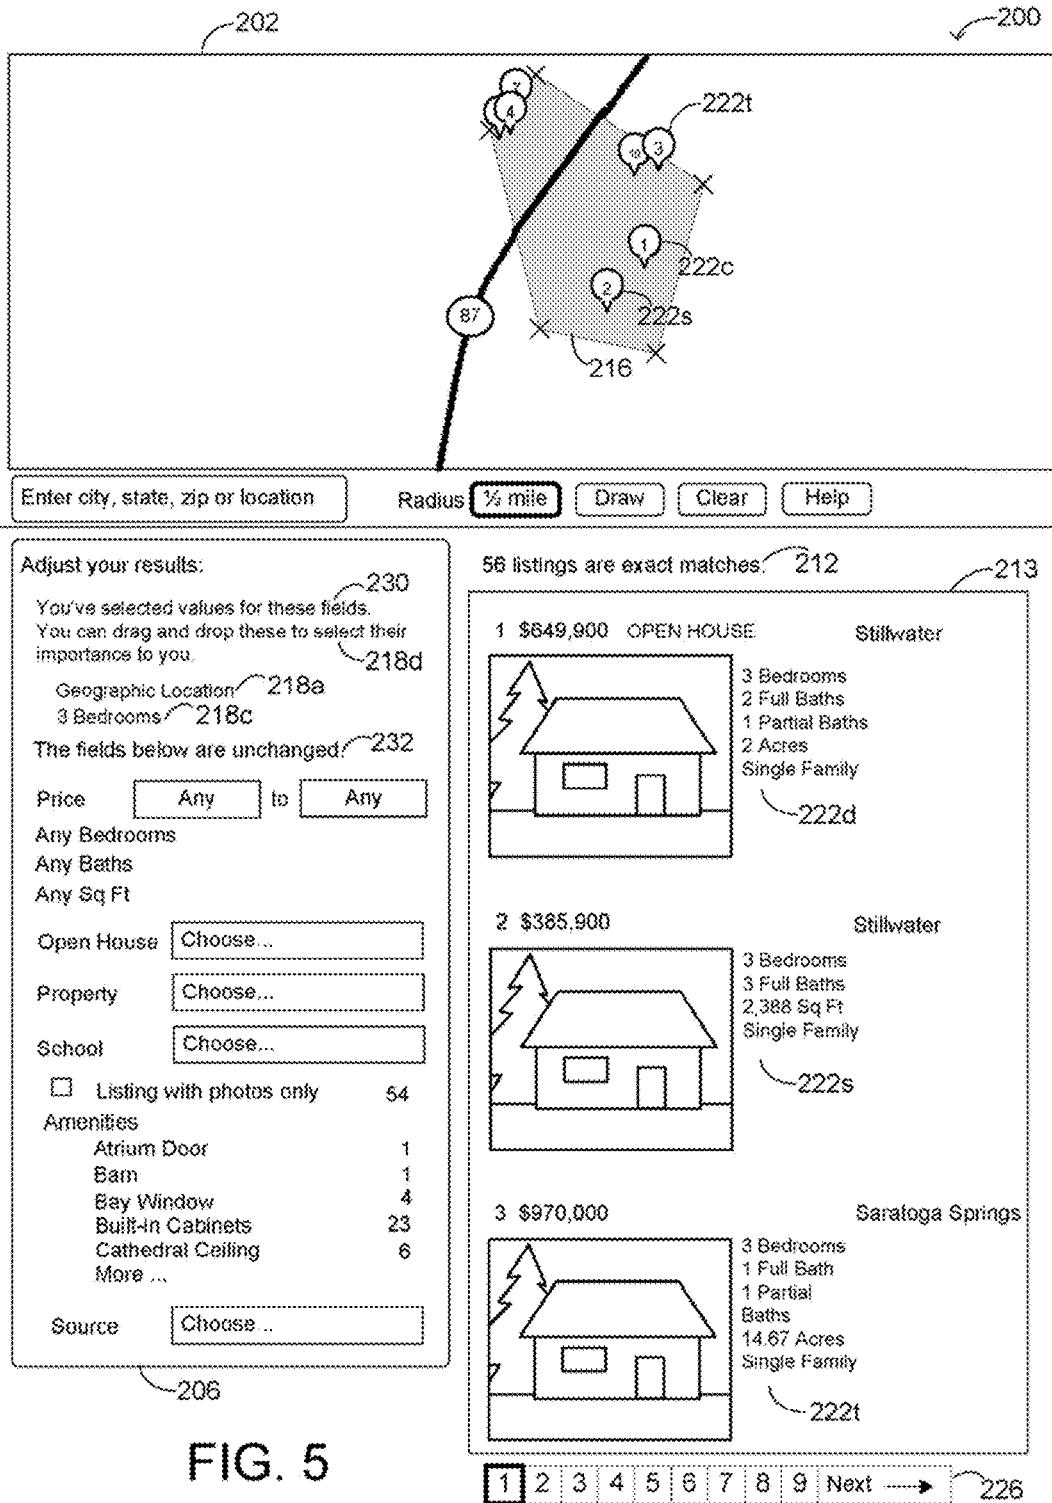 202
200
4
222t
10
3
1
222c
2
222s
87
216
Enter city, state, zip or location
Radius ½ mile Draw Clear Help
Adjust your results:
230
You've selected values for these fields.
You can drag and drop these to select their
importance to you.
218d
Geographic Location 218a
3 Bedrooms 218c
The fields below are unchanged: 232
Price Any to Any
Any Bedrooms
Any Baths
Any Sq Ft
Open House Choose...
Property Choose...
School Choose...
Listing with photos only 54
Amenities
Atrium Door 1
Barn 1
Bay Window 4
Built-in Cabinets 23
Cathedral Ceiling 6
More ...
Source Choose...
206
56 listings are exact matches: 212
213
1 $649,900 OPEN HOUSE Stillwater
3 Bedrooms
2 Full Baths
1 Partial Baths
2 Acres
Single Family
222d
2 $385,900 Stillwater
3 Bedrooms
3 Full Baths
2,388 Sq Ft
Single Family
222s
3 $970,000 Saratoga Springs
3 Bedrooms
1 Full Bath
1 Partial
Baths
14.67 Acres
Single Family
222t
1 2 3 4 5 6 7 8 9 Next 226
FIG. 5